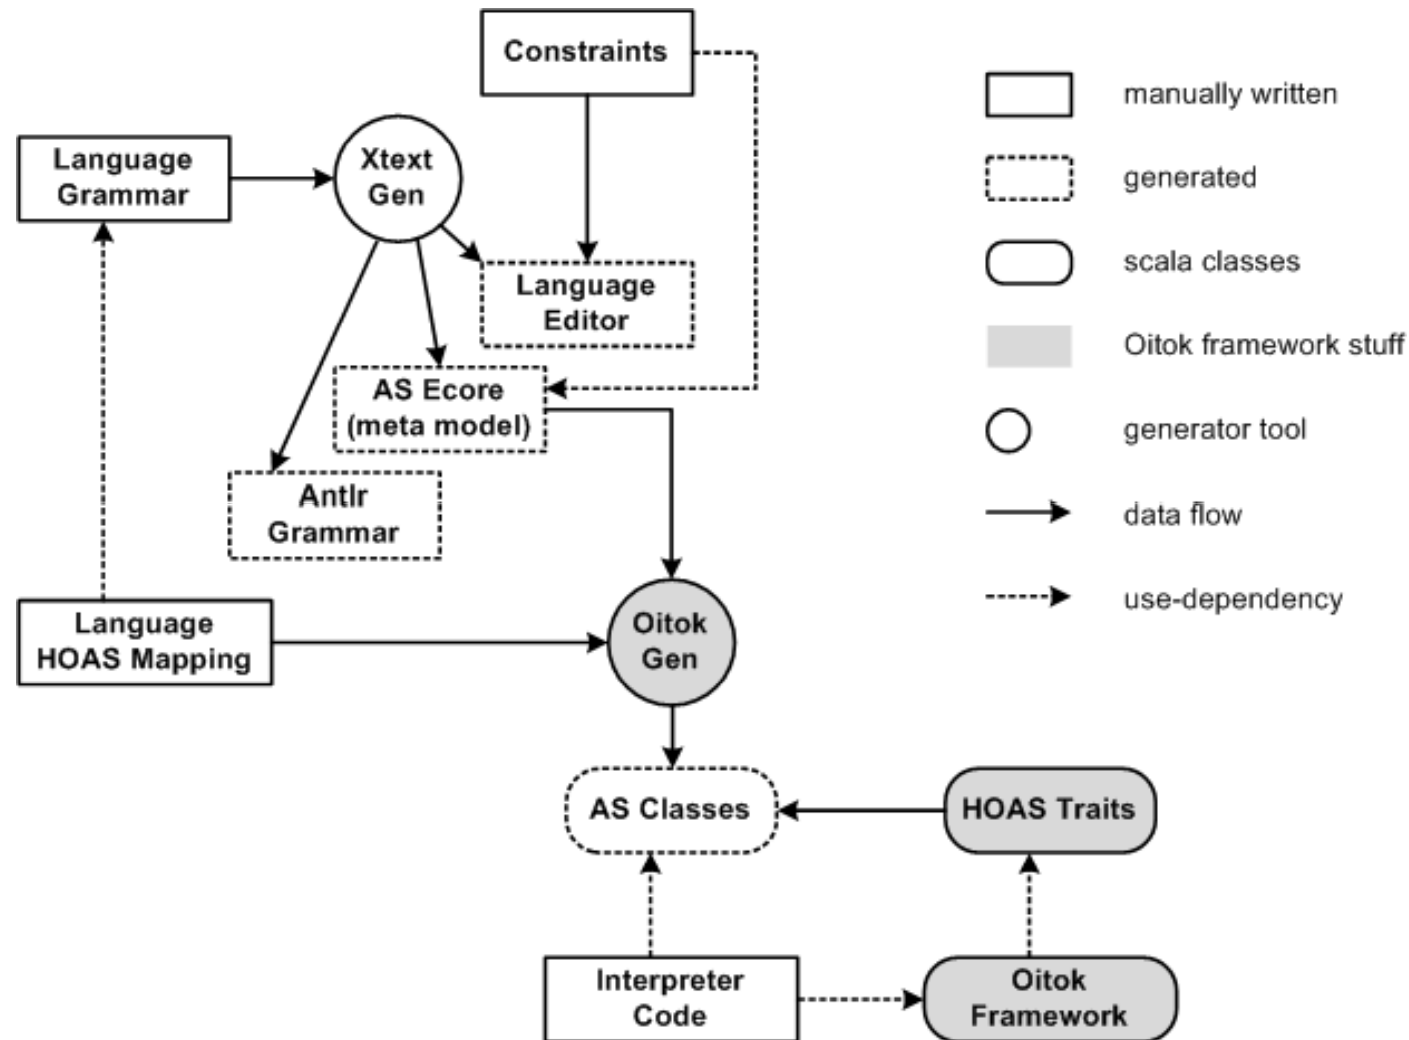 Constraints
Language
Grammar
Xtext
Gen
Language
Editor
AS Ecore
(meta model)
Antlr
Grammar
Language
HOAS Mapping
Oitok
Gen
AS Classes
HOAS Traits
Interpreter
Code
Oitok
Framework
manually written
generated
scala classes
Oitok framework stuff
generator tool
data flow
use-dependency